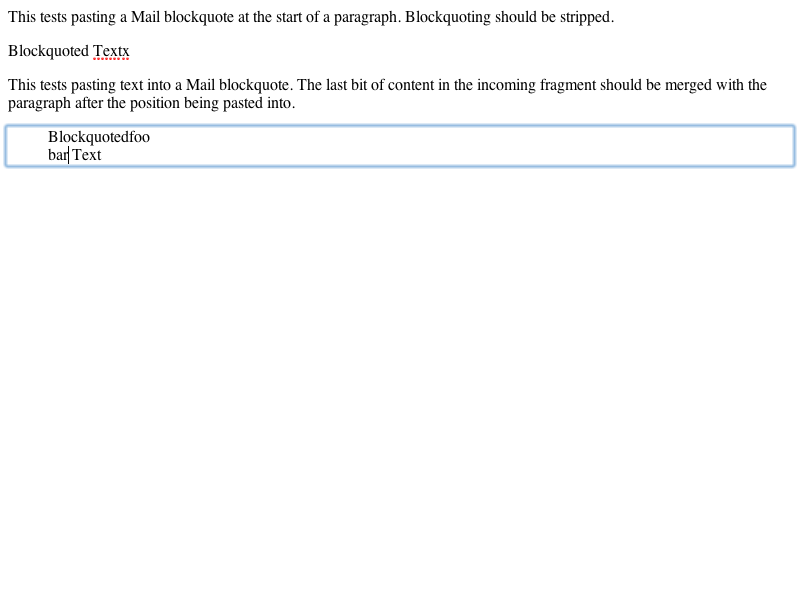 This tests pasting a Mail blockquote at the start of a paragraph. Blockquoting should be stripped.
Blockquoted Textx
This tests pasting text into a Mail blockquote. The last bit of content in the incoming fragment should be merged with the
paragraph after the position being pasted into.
Blockquotedfoo
bar Text